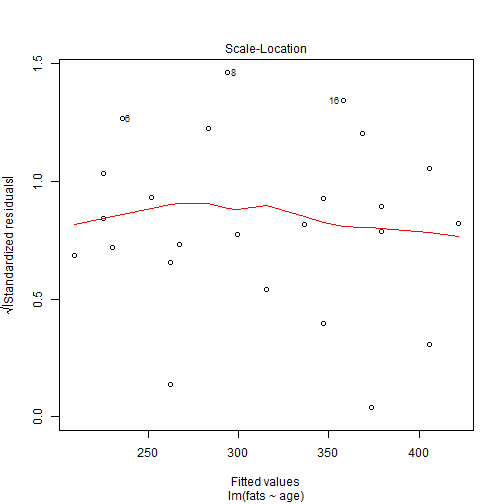 Scale-Location
√|Standardized residuals|
0.0 0.5 1.0 1.5
6
8
16
250 300 350 400
Fitted values
lm(fats ~ age)